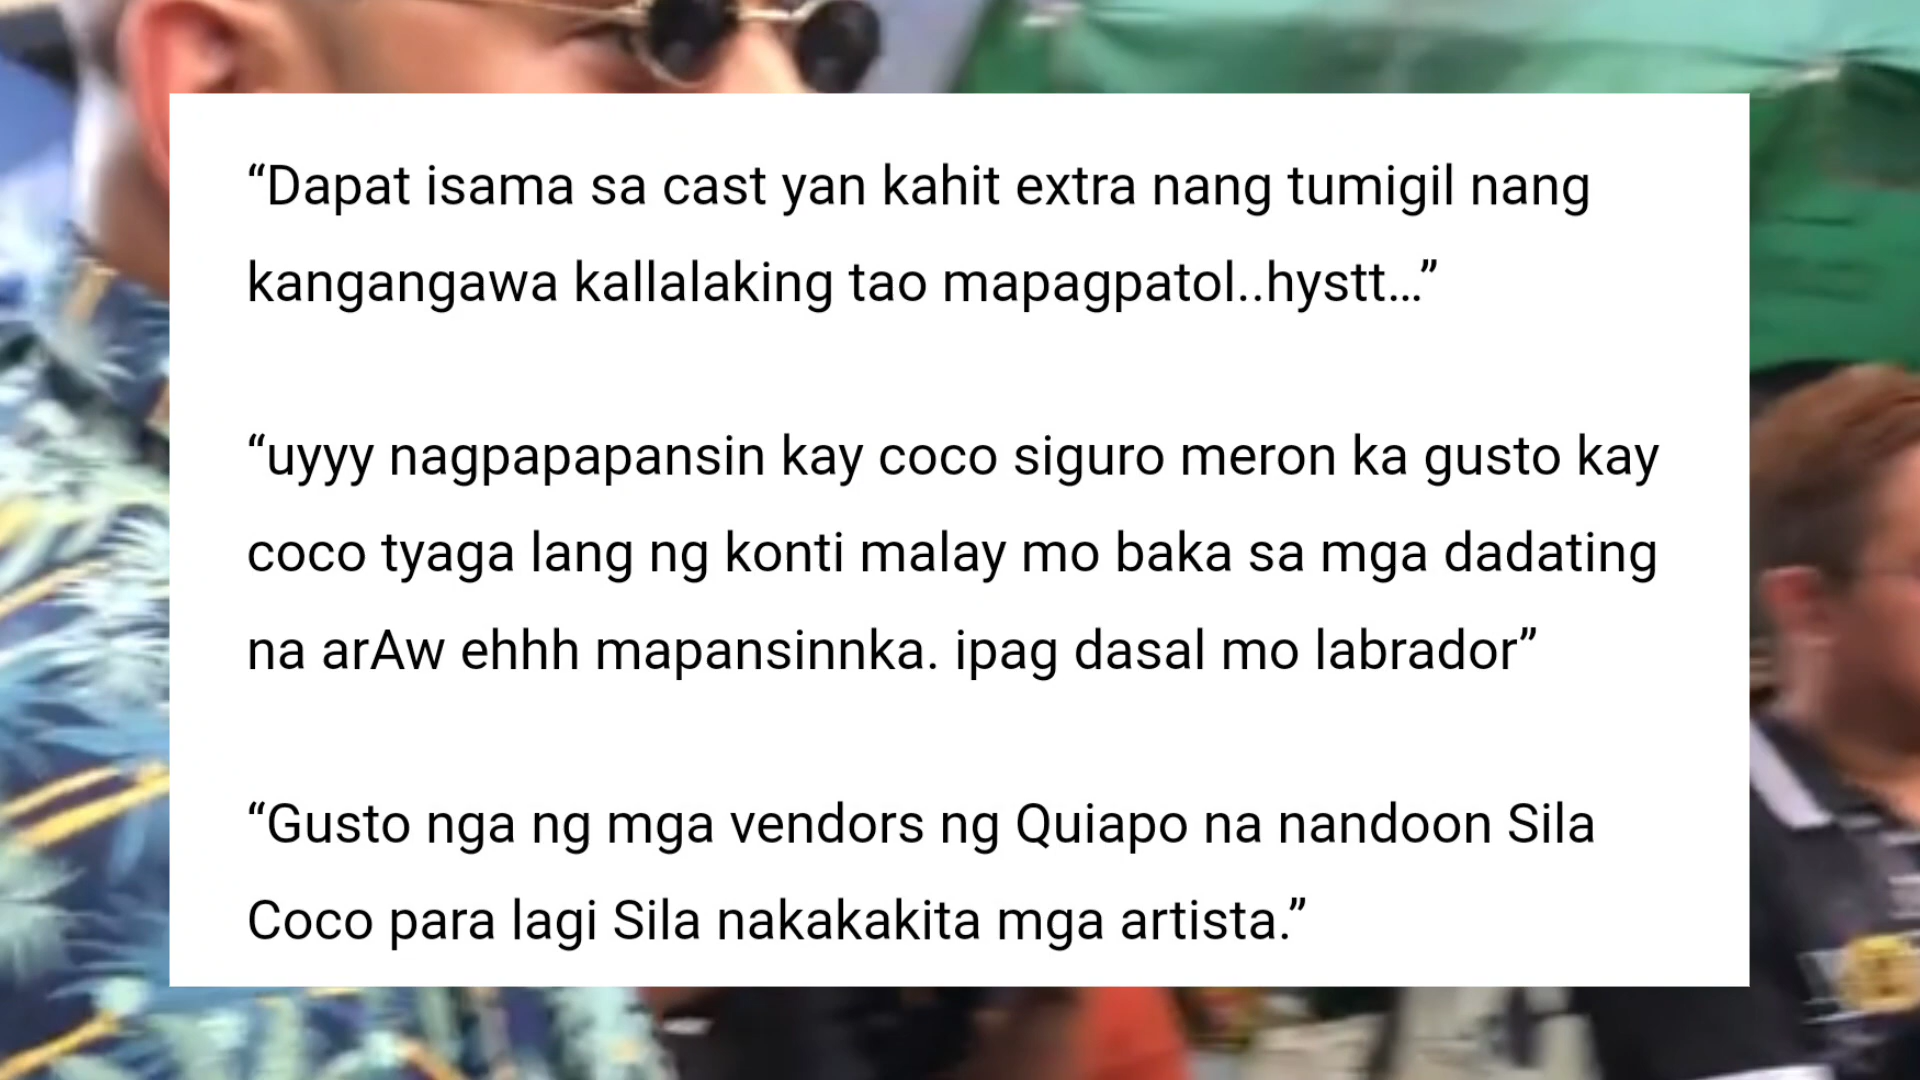 “Dapat isama sa cast yan kahit extra nang tumigil nang
kangangawa kallalaking tao mapagpatol..hystt…”
“uyyy nagpapapansin kay coco siguro meron ka gusto kay
coco tyaga lang ng konti malay mo baka sa mga dadating
na arAw ehhh mapansinnka. ipag dasal mo labrador”
“Gusto nga ng mga vendors ng Quiapo na nandoon Sila
Coco para lagi Sila nakakakita mga artista.”